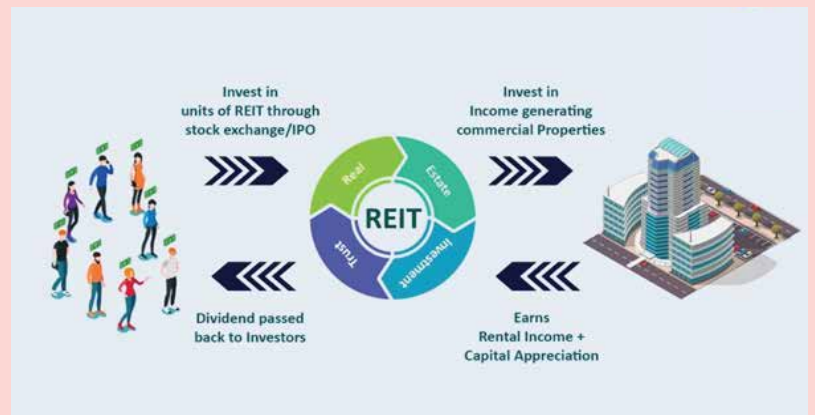 Invest in
units of REIT through
stock exchange/IPO
Invest in
Income generating
commercial Properties
Real
Estate
Investment
Trust
REIT
Dividend passed
back to Investors
Earns
Rental Income +
Capital Appreciation